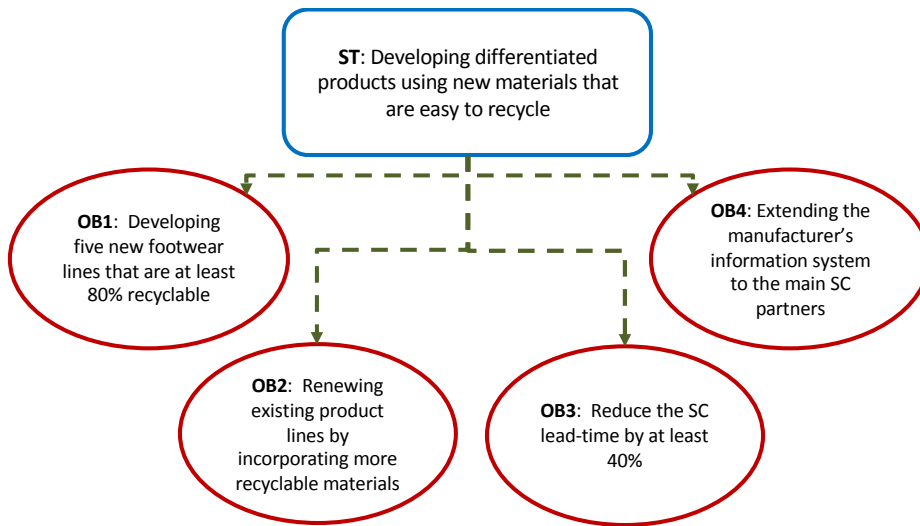 ST: Developing differentiated
products using new materials that
are easy to recycle
OB1: Developing
five new footwear
lines that are at least
80% recyclable
OB4: Extending the
manufacturer's
information system
to the main SC
partners
OB2: Renewing
existing product
lines by
incorporating more
recyclable materials
OB3: Reduce the SC
lead-time by at least
40%